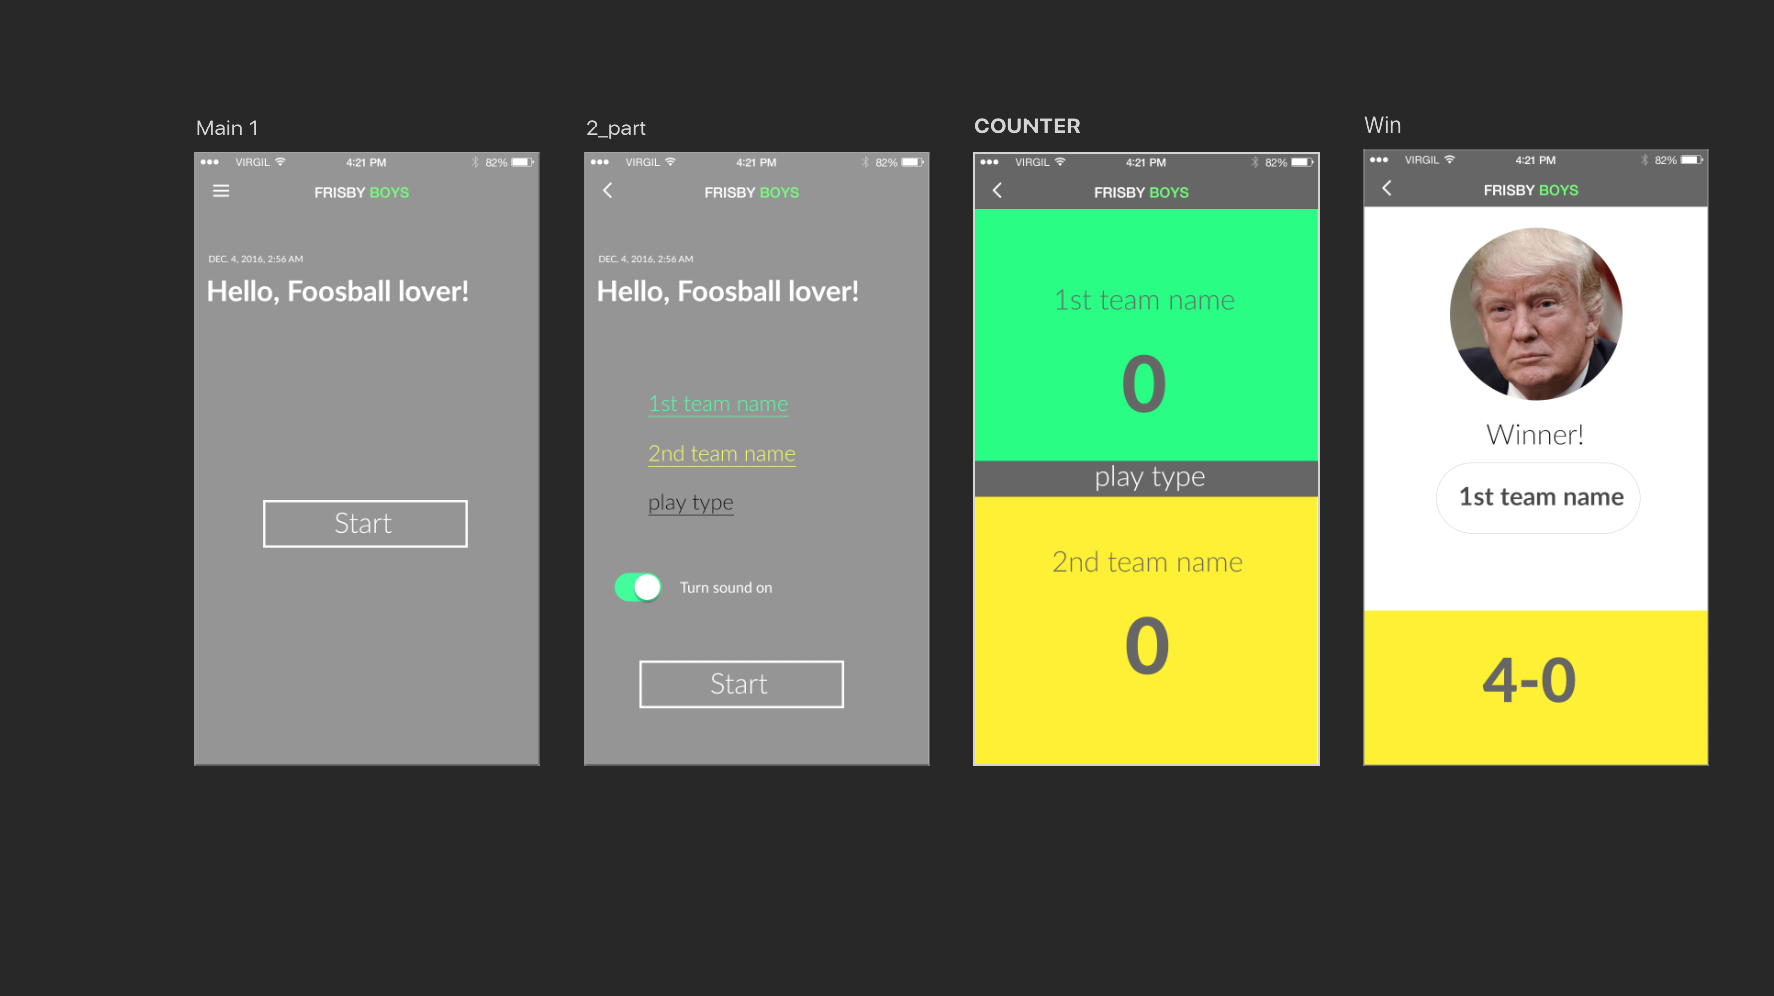 Main 1
VIRGIL 4:21 PM 82%
FRISBY BOYS
DEC. 4, 2016, 2:56 AM
Hello, Foosball lover!
Start
2_part
VIRGIL 4:21 PM 82%
FRISBY BOYS
DEC. 4, 2016, 2:56 AM
Hello, Foosball lover!
1st team name
2nd team name
play type
Turn sound on
Start
COUNTER
VIRGIL 4:21 PM 82%
FRISBY BOYS
1st team name
0
play type
2nd team name
0
Win
VIRGIL 4:21 PM 82%
FRISBY BOYS
Winner!
1st team name
4-0